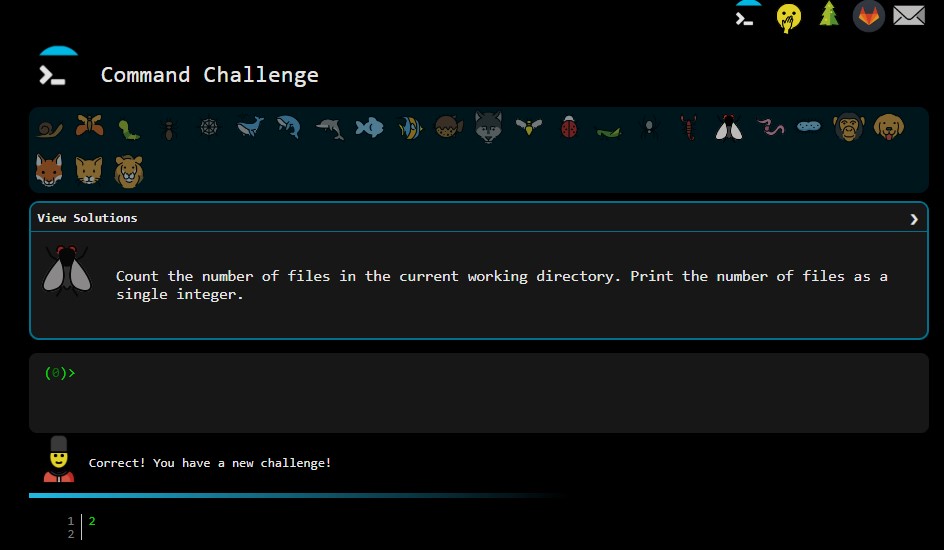 Command Challenge
View Solutions
Count the number of files in the current working directory. Print the number of files as a
single integer.
(0)>
Correct! You have a new challenge!
1 2
2